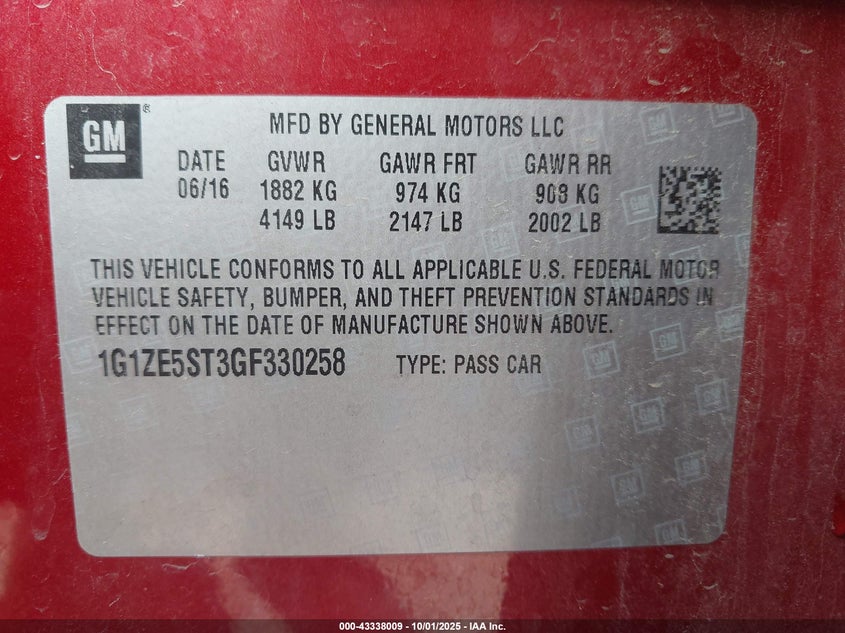 GM ®
MFD BY GENERAL MOTORS LLC
DATE GVWR GAWR FRT GAWR RR
06/16 1882 KG 974 KG 908 KG
4149 LB 2147 LB 2002 LB
THIS VEHICLE CONFORMS TO ALL APPLICABLE U.S. FEDERAL MOTOR
VEHICLE SAFETY, BUMPER, AND THEFT PREVENTION STANDARDS IN
EFFECT ON THE DATE OF MANUFACTURE SHOWN ABOVE.
1G1ZE5ST3GF330258 TYPE: PASS CAR
000-43338009 - 10/01/2025 - IAA Inc.